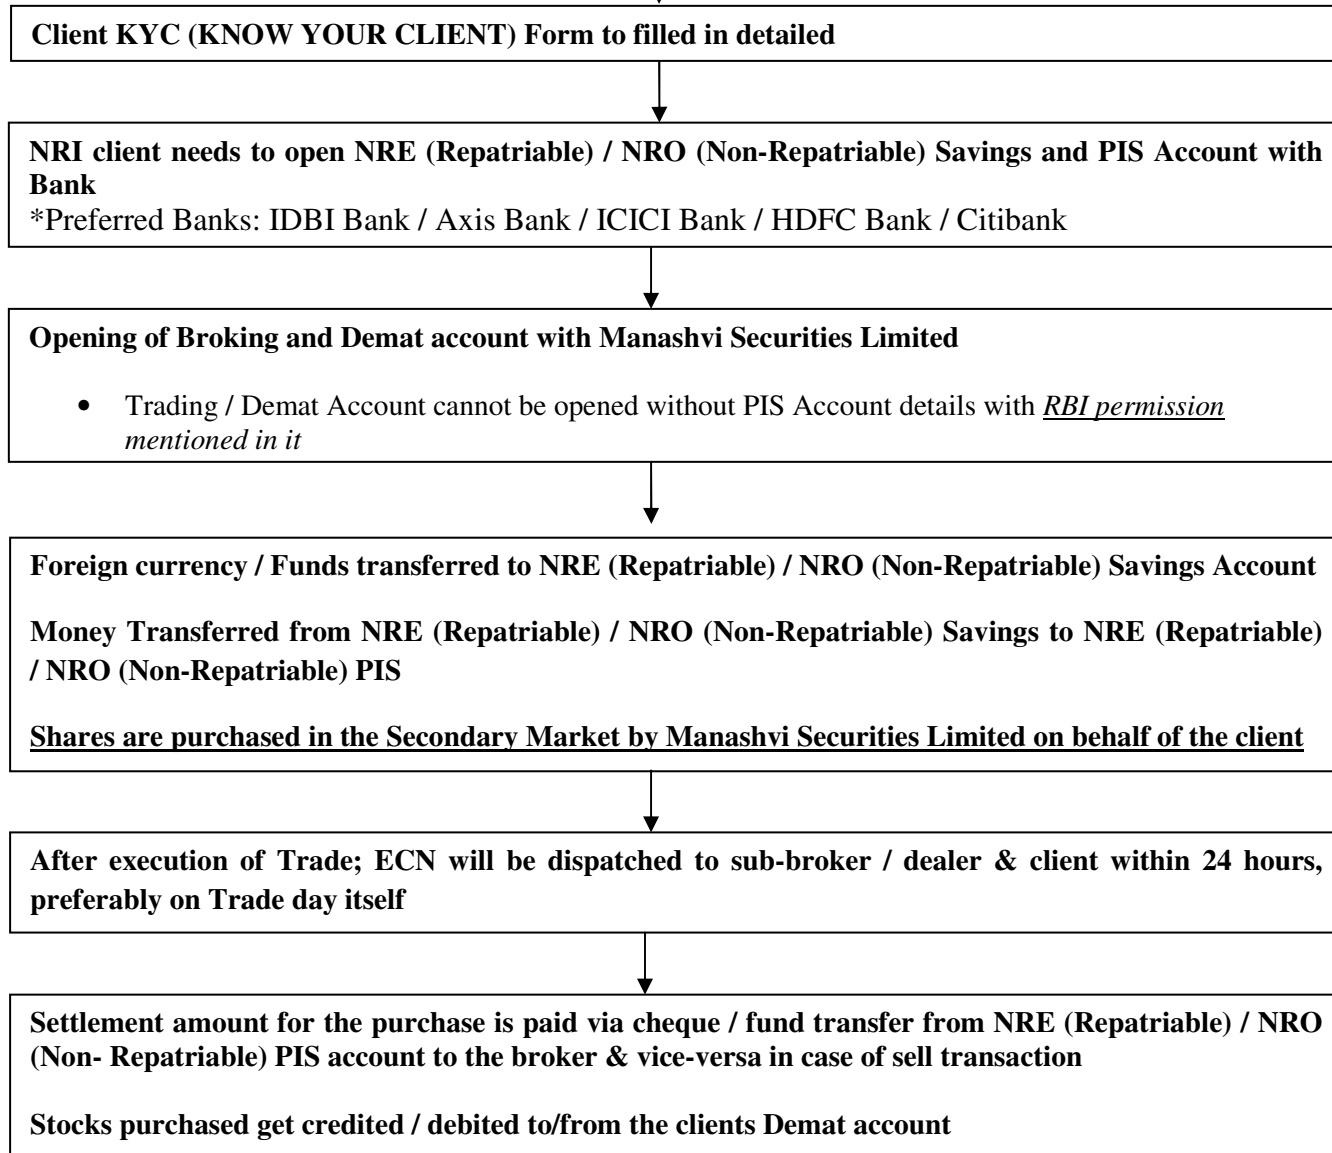 Client KYC (KNOW YOUR CLIENT) Form to filled in detailed
NRI client needs to open NRE (Repatriable) / NRO (Non-Repatriable) Savings and PIS Account with
Bank
*Preferred Banks: IDBI Bank / Axis Bank / ICICI Bank / HDFC Bank / Citibank
Opening of Broking and Demat account with Manashvi Securities Limited
• Trading / Demat Account cannot be opened without PIS Account details with RBI permission
mentioned in it
Foreign currency / Funds transferred to NRE (Repatriable) / NRO (Non-Repatriable) Savings Account
Money Transferred from NRE (Repatriable) / NRO (Non-Repatriable) Savings to NRE (Repatriable)
/ NRO (Non-Repatriable) PIS
Shares are purchased in the Secondary Market by Manashvi Securities Limited on behalf of the client
After execution of Trade; ECN will be dispatched to sub-broker / dealer & client within 24 hours,
preferably on Trade day itself
Settlement amount for the purchase is paid via cheque / fund transfer from NRE (Repatriable) / NRO
(Non- Repatriable) PIS account to the broker & vice-versa in case of sell transaction
Stocks purchased get credited / debited to/from the clients Demat account